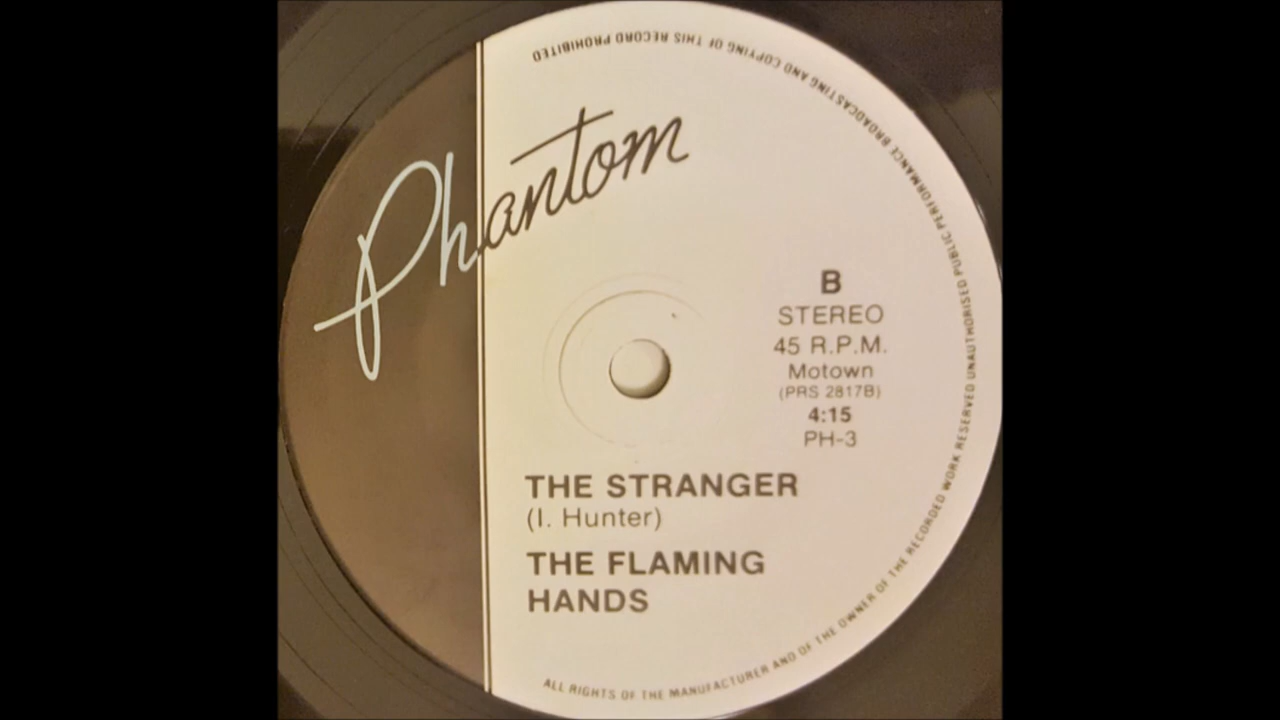 Phantom
B
STEREO
45 R.P.M.
Motown
(PRS 2817B)
4:15
PH-3
THE STRANGER
(I. Hunter)
THE FLAMING
HANDS
ALL RIGHTS OF THE MANUFACTURER AND OF THE OWNER OF THE RECORDED WORK RESERVED UNAUTHORISED PUBLIC PERFORMANCE BROADCASTING AND COPYING OF THIS RECORD PROHIBITED